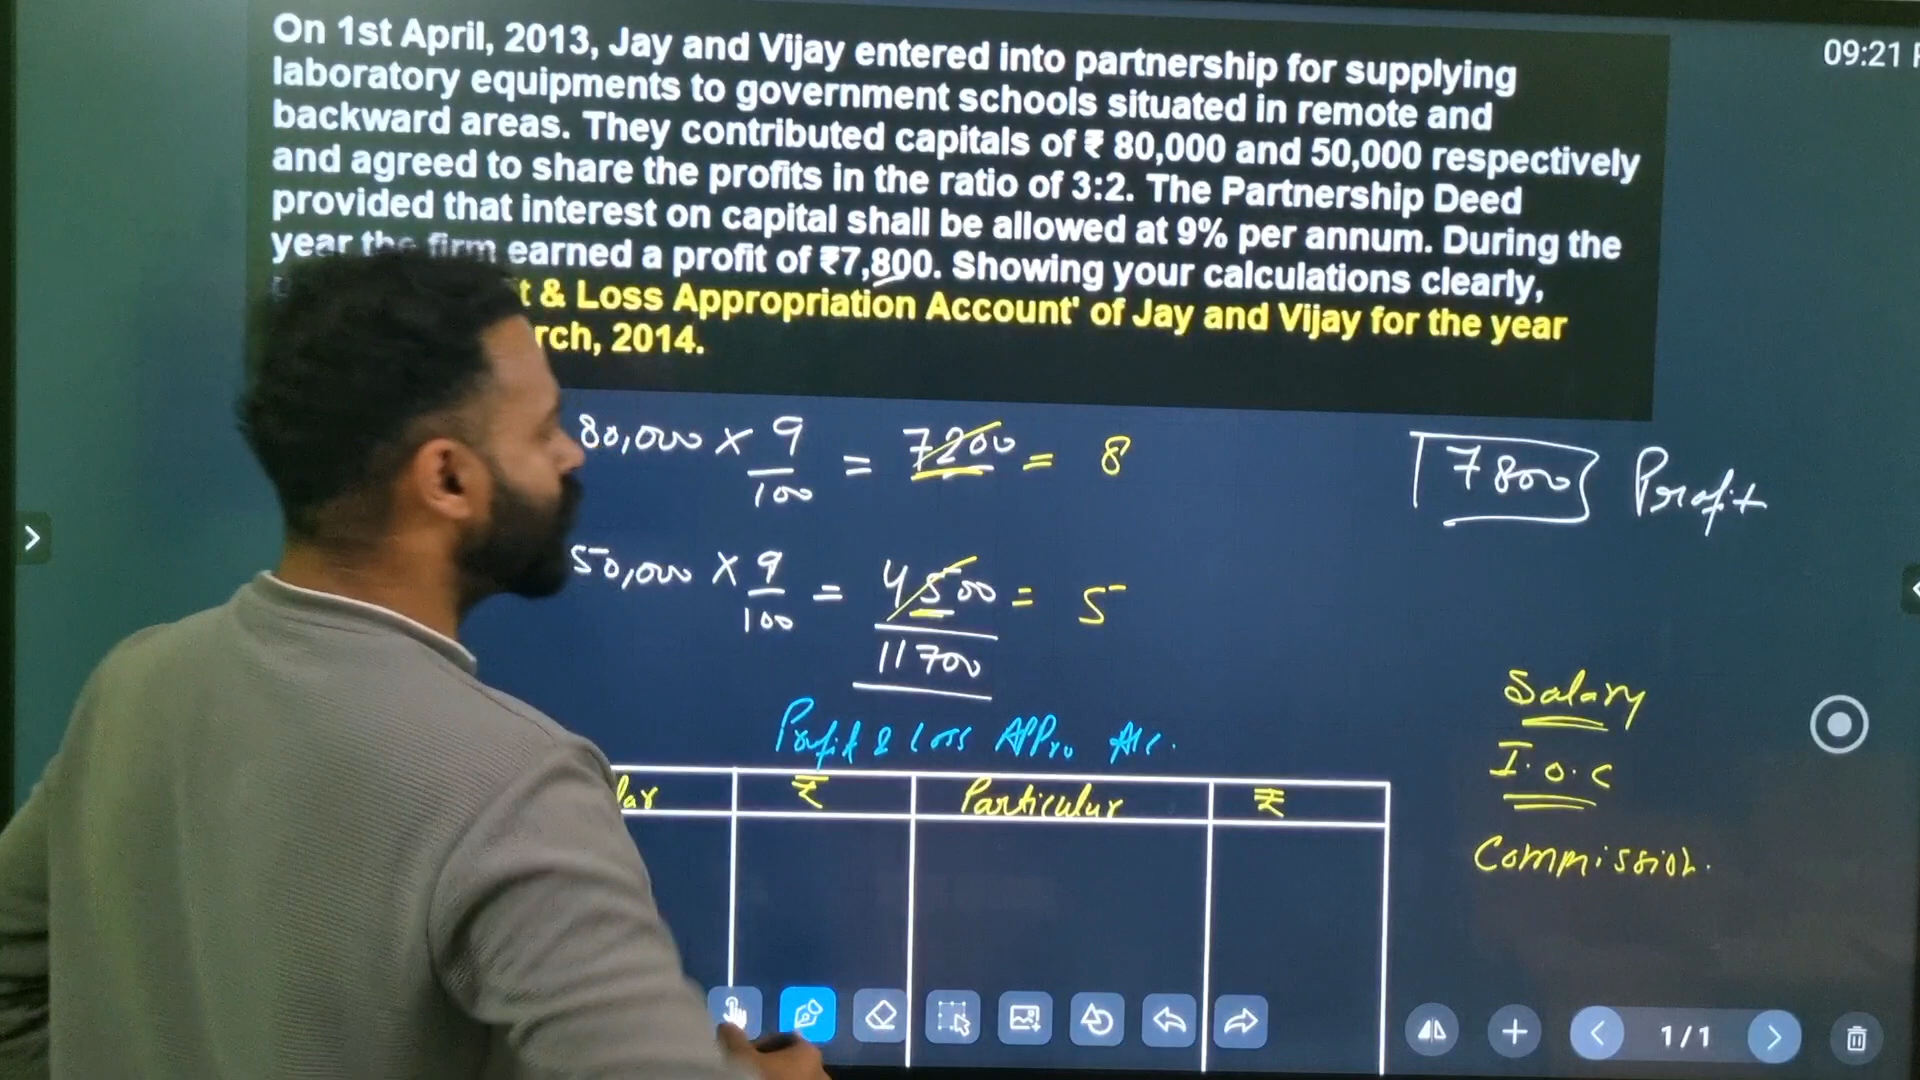 09:21
On 1st April, 2013, Jay and Vijay entered into partnership for supplying
laboratory equipments to government schools situated in remote and
backward areas. They contributed capitals of ₹ 80,000 and 50,000 respectively
and agreed to share the profits in the ratio of 3:2. The Partnership Deed
provided that interest on capital shall be allowed at 9% per annum. During the
year the firm earned a profit of ₹7,800. Showing your calculations clearly,
t & Loss Appropriation Account' of Jay and Vijay for the year
rch, 2014.
80,000 × 9/100 = 7200 = 8
7800 Profit
50,000 × 9/100 = 4500 = 5
11700
Salary
I.O.C
Commission.
Profit & Loss Appro A/c.
lar ₹ Particular ₹
1/1